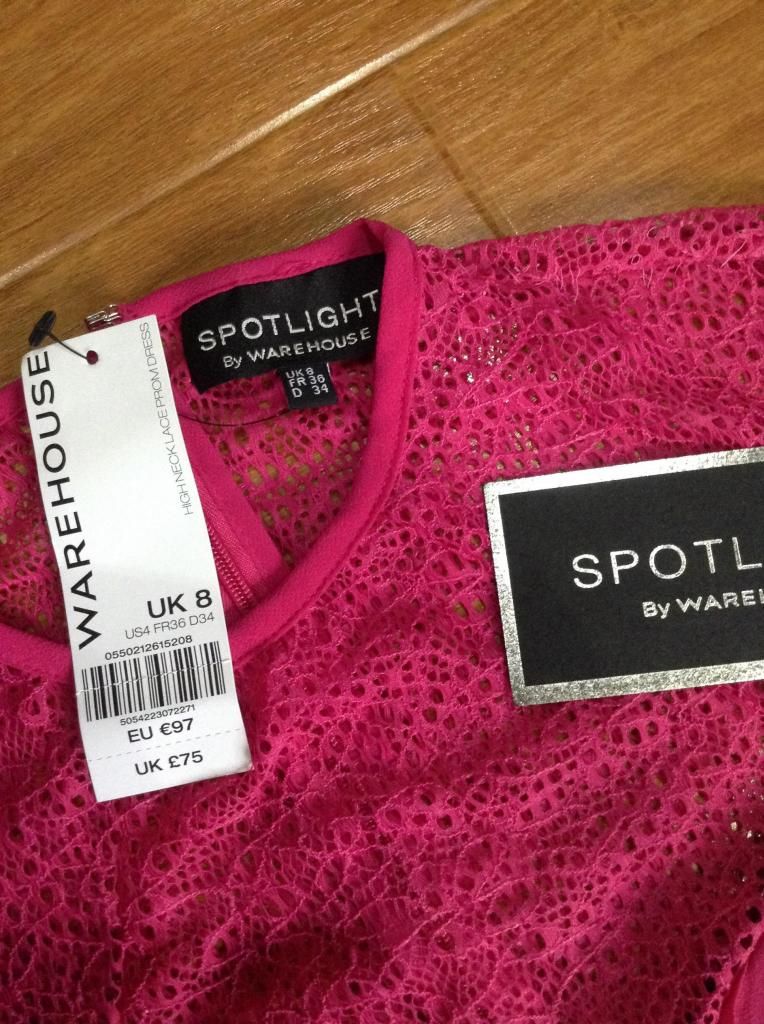 SPOTLIGHT
By WAREHOUSE
UK 8
FR 36
D 34
WAREHOUSE
HIGH NECK LACE PROM DRESS
UK 8
US4 FR36 D34
0550212615208
5054223072271
EU €97
UK £75
SPOTL
By WAREH